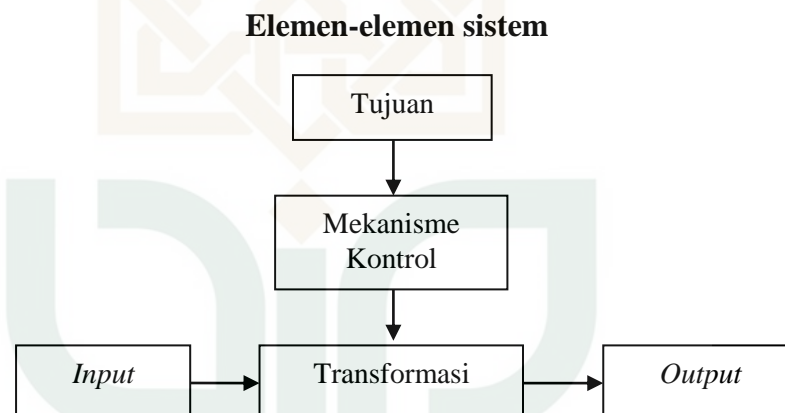 Elemen-elemen sistem
Tujuan
Mekanisme
Kontrol
Input
Transformasi
Output